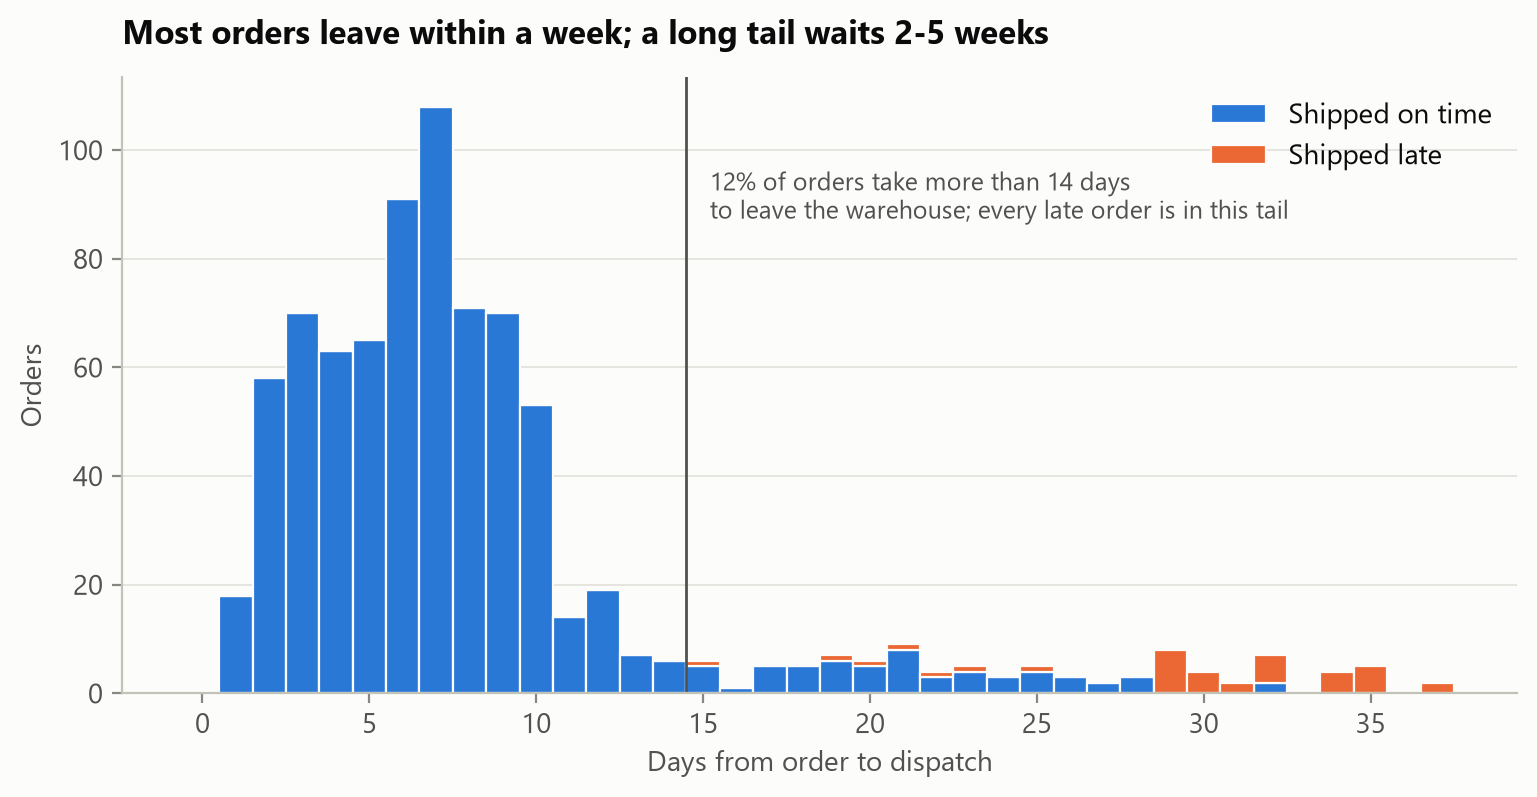 Most orders leave within a week; a long tail waits 2-5 weeks
Shipped on time
Shipped late
12% of orders take more than 14 days
to leave the warehouse; every late order is in this tail
100
80
60
40
20
0
Orders
0 5 10 15 20 25 30 35
Days from order to dispatch